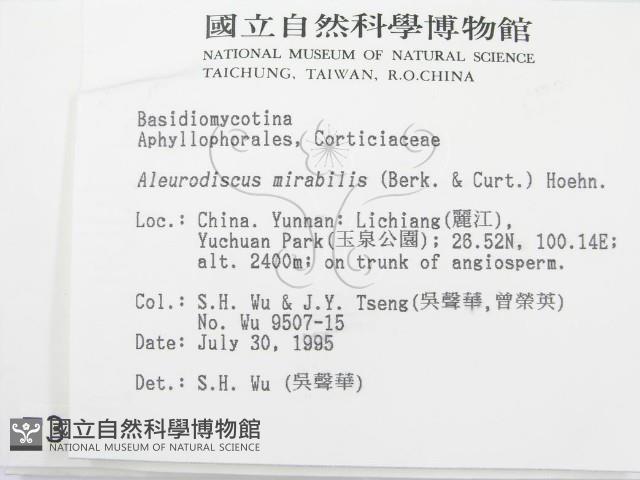 國立自然科學博物館
NATIONAL MUSEUM OF NATURAL SCIENCE
TAICHUNG, TAIWAN, R.O.CHINA
Basidiomycotina
Aphyllophorales, Corticiaceae
Aleurodiscus mirabilis (Berk. & Curt.) Hoehn.
Loc.: China. Yunnan: Lichiang(麗江),
Yuchuan Park(玉泉公園); 26.52N, 100.14E;
alt. 2400m; on trunk of angiosperm.
Col.: S.H. Wu & J.Y. Tseng(吳聲華,曾榮英)
No. Wu 9507-15
Date: July 30, 1995
Det.: S.H. Wu (吳聲華)
國立自然科學博物館
NATIONAL MUSEUM OF NATURAL SCIENCE